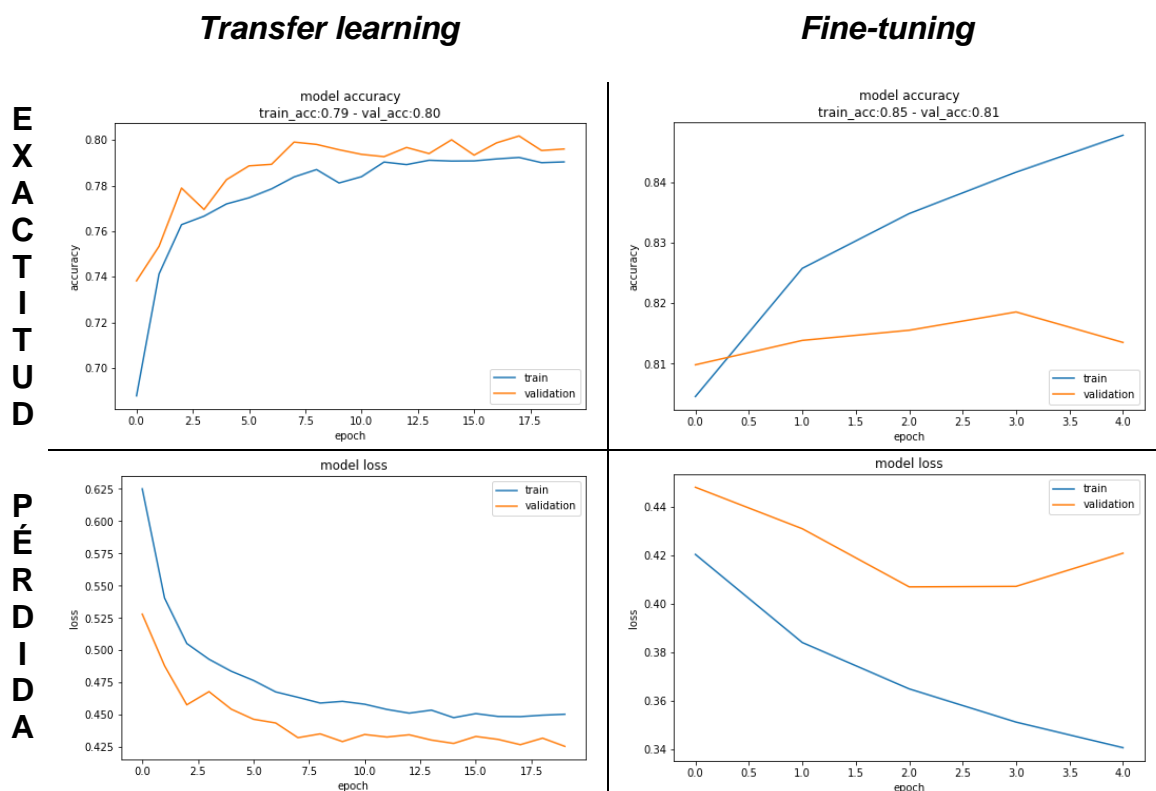 Transfer learning
Fine-tuning
EXACTITUD
model accuracy
train_acc:0.79 - val_acc:0.80
accuracy
0.80
0.78
0.76
0.74
0.72
0.70
train
validation
0.0 2.5 5.0 7.5 10.0 12.5 15.0 17.5
epoch
model accuracy
train_acc:0.85 - val_acc:0.81
accuracy
0.84
0.83
0.82
0.81
train
validation
0.0 0.5 1.0 1.5 2.0 2.5 3.0 3.5 4.0
epoch
PÉRDIDA
model loss
loss
0.625
0.600
0.575
0.550
0.525
0.500
0.475
0.450
0.425
train
validation
0.0 2.5 5.0 7.5 10.0 12.5 15.0 17.5
epoch
model loss
loss
0.44
0.42
0.40
0.38
0.36
0.34
train
validation
0.0 0.5 1.0 1.5 2.0 2.5 3.0 3.5 4.0
epoch